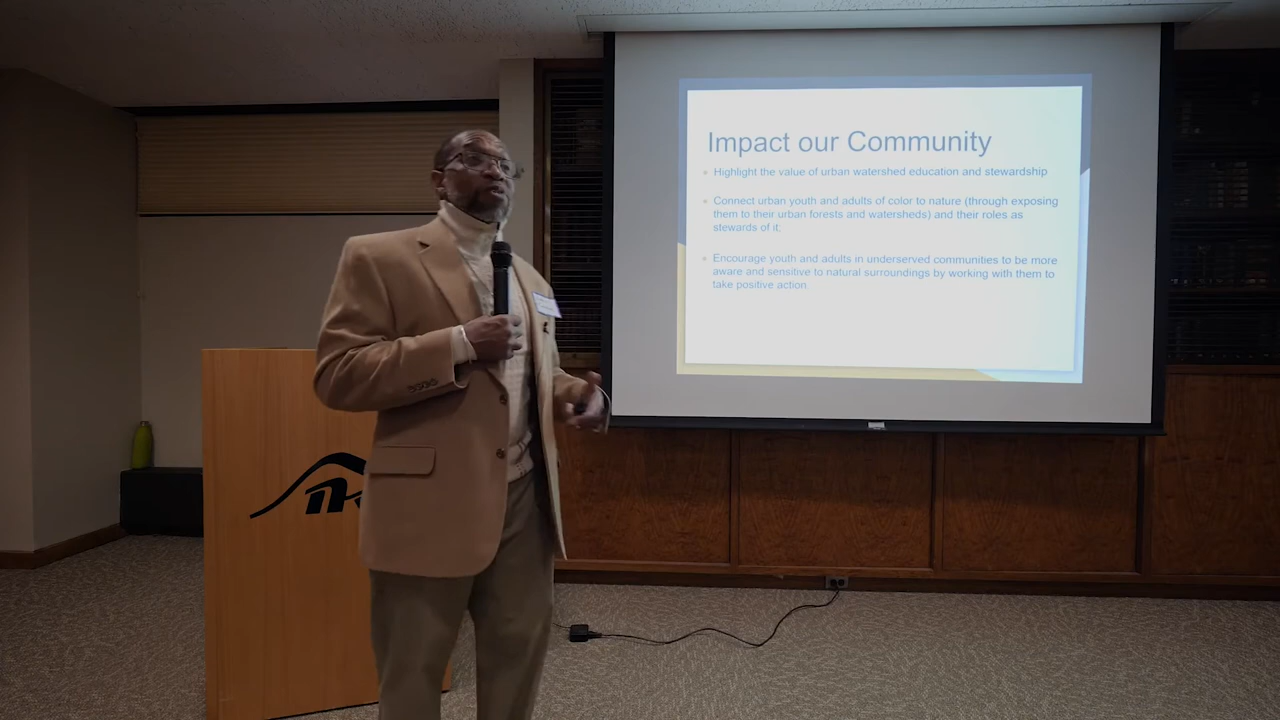 Impact our Community
Highlight the value of urban watershed education and stewardship
Connect urban youth and adults of color to nature (through exposing
them to their urban forests and watersheds) and their roles as
stewards of it;
Encourage youth and adults in underserved communities to be more
aware and sensitive to natural surroundings by working with them to
take positive action